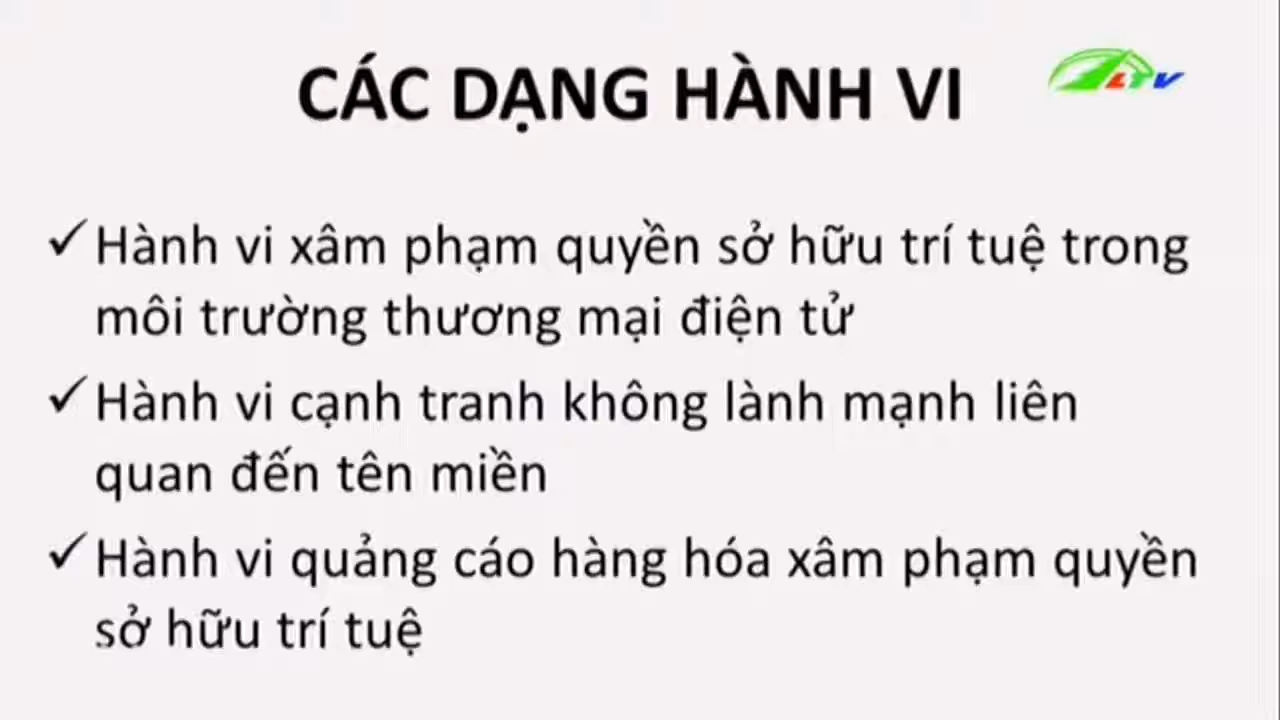 CÁC DẠNG HÀNH VI
LTV
✓Hành vi xâm phạm quyền sở hữu trí tuệ trong
môi trường thương mại điện tử
✓Hành vi cạnh tranh không lành mạnh liên
quan đến tên miền
✓Hành vi quảng cáo hàng hóa xâm phạm quyền
sở hữu trí tuệ